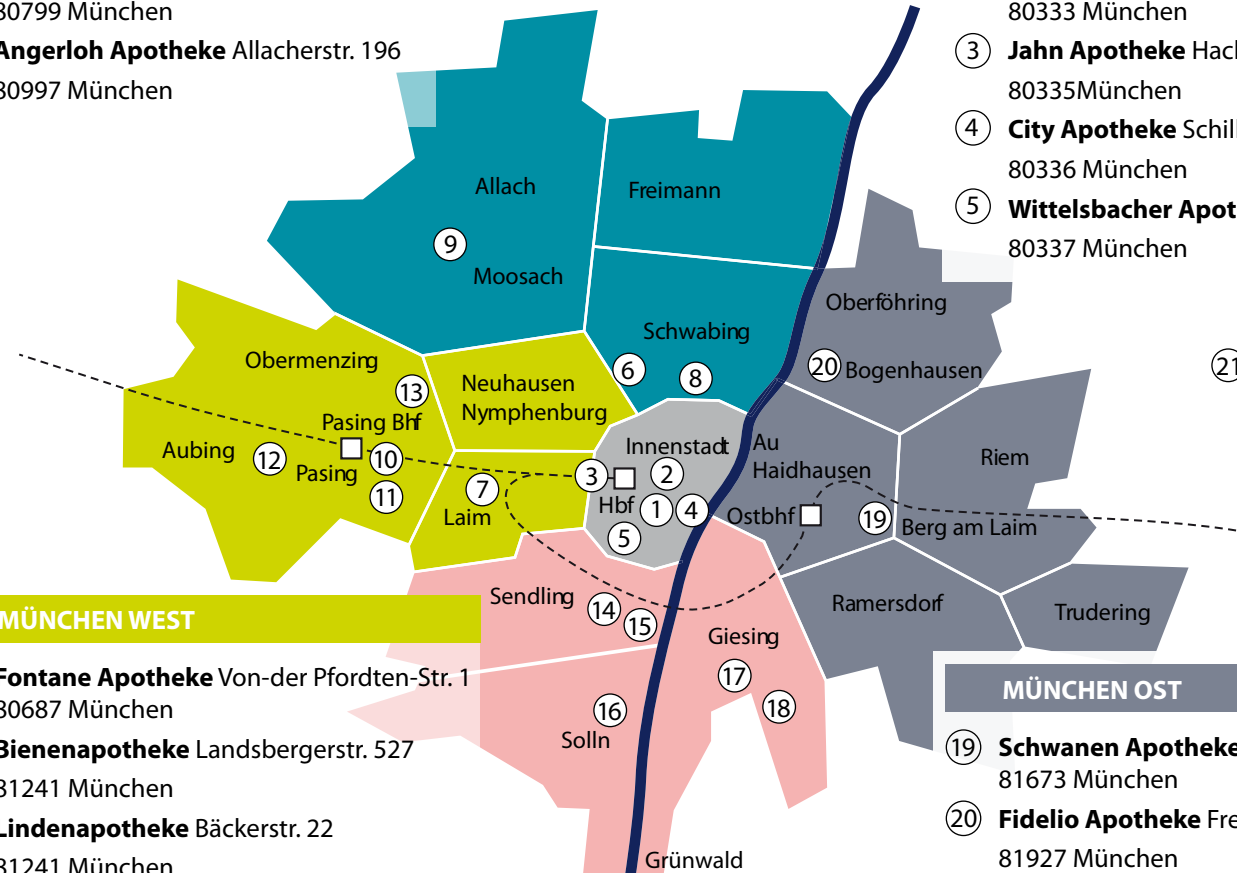 80799 München
Angerloh Apotheke Allacherstr. 196
80997 München
80333 München
3 Jahn Apotheke Hac
80335München
4 City Apotheke Schill
80336 München
5 Wittelsbacher Apot
80337 München
Allach
Freimann
9
Moosach
Oberföhring
Schwabing
6
8
20 Bogenhausen
21
Obermenzing
13
Neuhausen
Nymphenburg
Pasing Bhf
Aubing
12
Pasing
10
11
7
Laim
Innenstadt
3
2
Hbf
1
4
5
Au
Haidhausen
Riem
Ostbhf
19
Berg am Laim
Sendling
14
15
Giesing
Ramersdorf
Trudering
17
18
16
Solln
Grünwald
MÜNCHEN WEST
Fontane Apotheke Von-der Pfordten-Str. 1
80687 München
Bienenapotheke Landsbergerstr. 527
81241 München
Lindenapotheke Bäckerstr. 22
81241 München
MÜNCHEN OST
19 Schwanen Apotheke
81673 München
20 Fidelio Apotheke Fre
81927 München